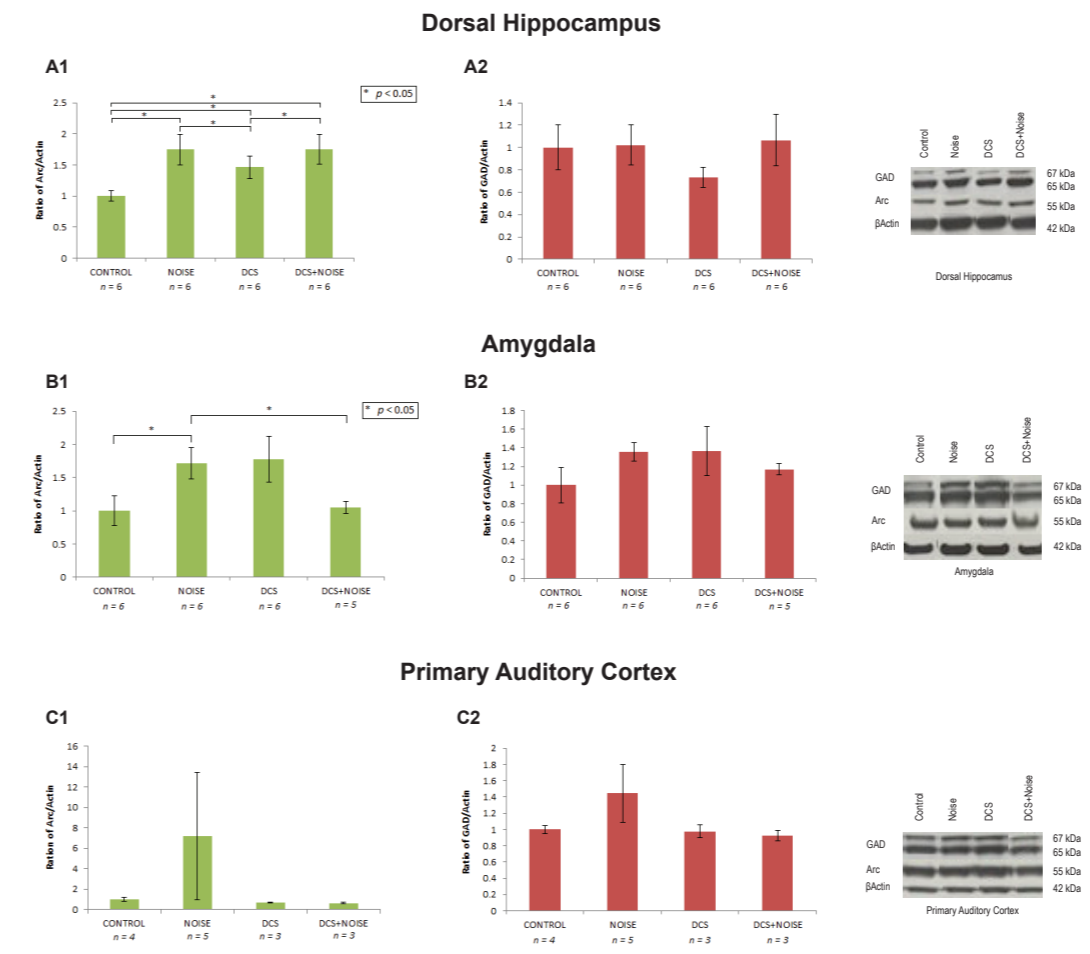 Dorsal Hippocampus
A1
* p < 0.05
*
*
*
*
*
Ratio of Arc/Actin
2.5
2
1.5
1
0.5
0
CONTROL NOISE DCS DCS+NOISE
n = 6 n = 6 n = 6 n = 6
A2
Ratio of GAD/Actin
1.4
1.2
1
0.8
0.6
0.4
0.2
0
CONTROL NOISE DCS DCS+NOISE
n = 6 n = 6 n = 6 n = 6
Control Noise DCS DCS+Noise
GAD 67 kDa
65 kDa
Arc 55 kDa
βActin 42 kDa
Dorsal Hippocamus
Amygdala
B1
* p < 0.05
*
*
Ratio of Arc/Actin
2.5
2
1.5
1
0.5
0
CONTROL NOISE DCS DCS+NOISE
n = 6 n = 6 n = 6 n = 5
B2
Ratio of GAD/Actin
1.8
1.6
1.4
1.2
1
0.8
0.6
0.4
0.2
0
CONTROL NOISE DCS DCS+NOISE
n = 6 n = 6 n = 6 n = 5
Control Noise DCS DCS+Noise
GAD 67 kDa
65 kDa
Arc 55 kDa
βActin 42 kDa
Amygdala
Primary Auditory Cortex
C1
Ration of Arc/Actin
16
14
12
10
8
6
4
2
0
CONTROL NOISE DCS DCS+NOISE
n = 4 n = 5 n = 3 n = 3
C2
Ratio of GAD/Actin
2
1.8
1.6
1.4
1.2
1
0.8
0.6
0.4
0.2
0
CONTROL NOISE DCS DCS+NOISE
n = 4 n = 5 n = 3 n = 3
Control Noise DCS DCS+Noise
GAD 67 kDa
65 kDa
Arc 55 kDa
βActin 42 kDa
Primary Auditory Cortex